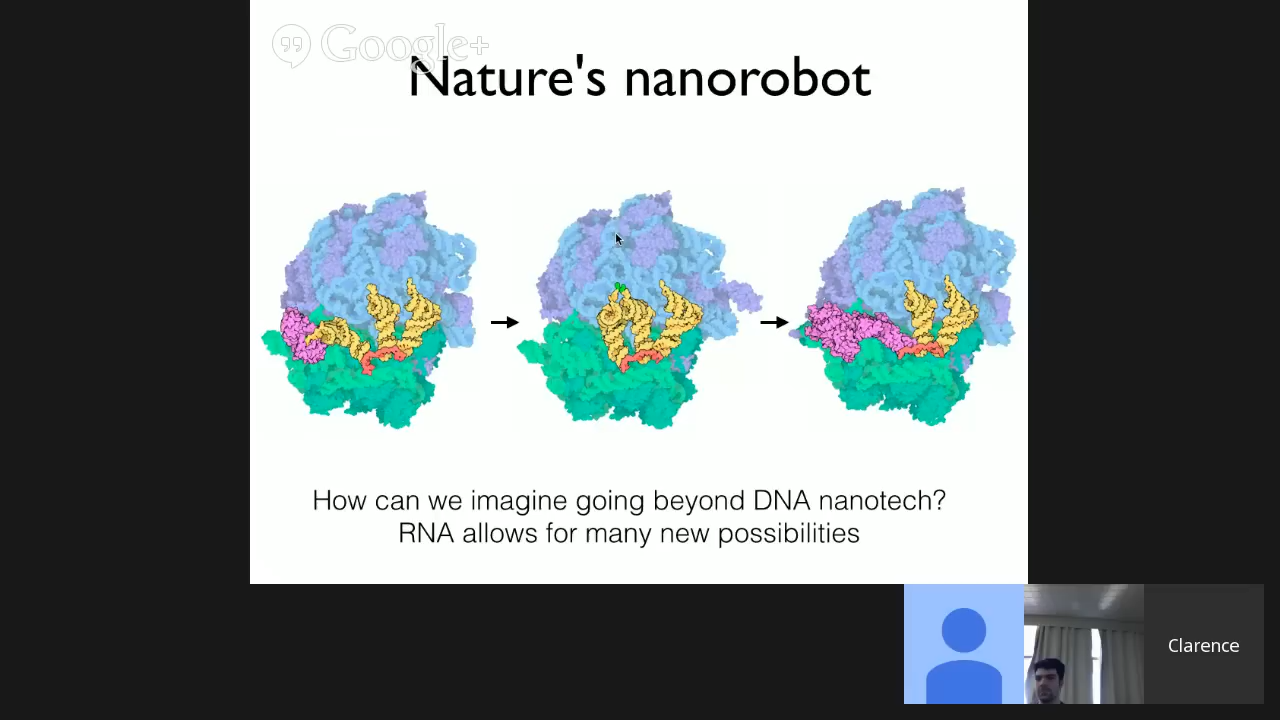 Google+
Nature's nanorobot
How can we imagine going beyond DNA nanotech?
RNA allows for many new possibilities
Clarence